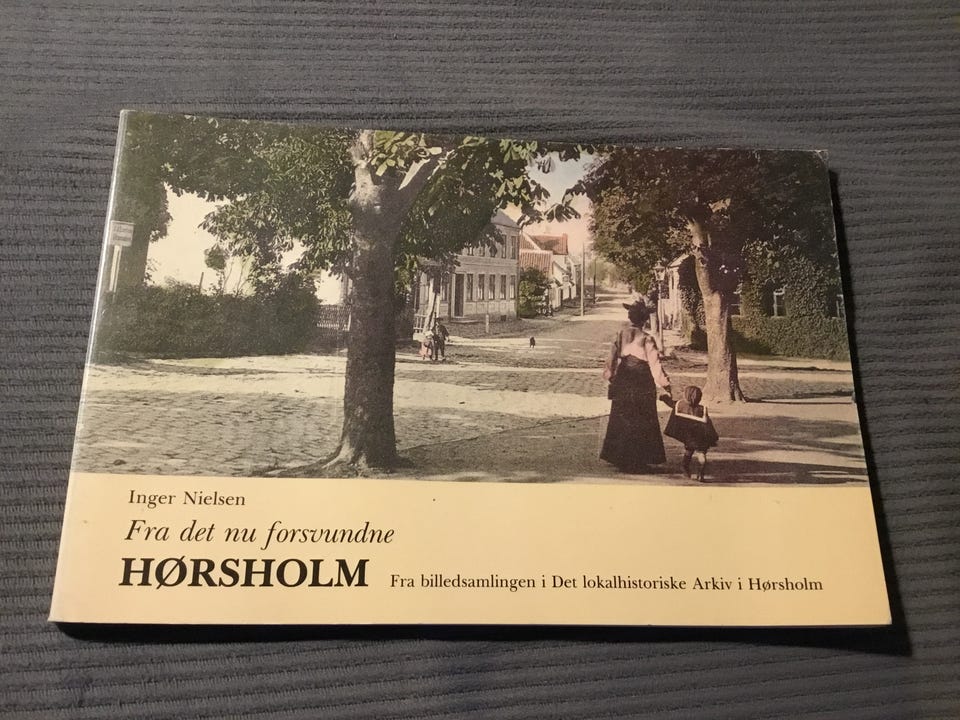 Inger Nielsen
Fra det nu forsvundne
HØRSHOLM Fra billedsamlingen i Det lokalhistoriske Arkiv i Hørsholm